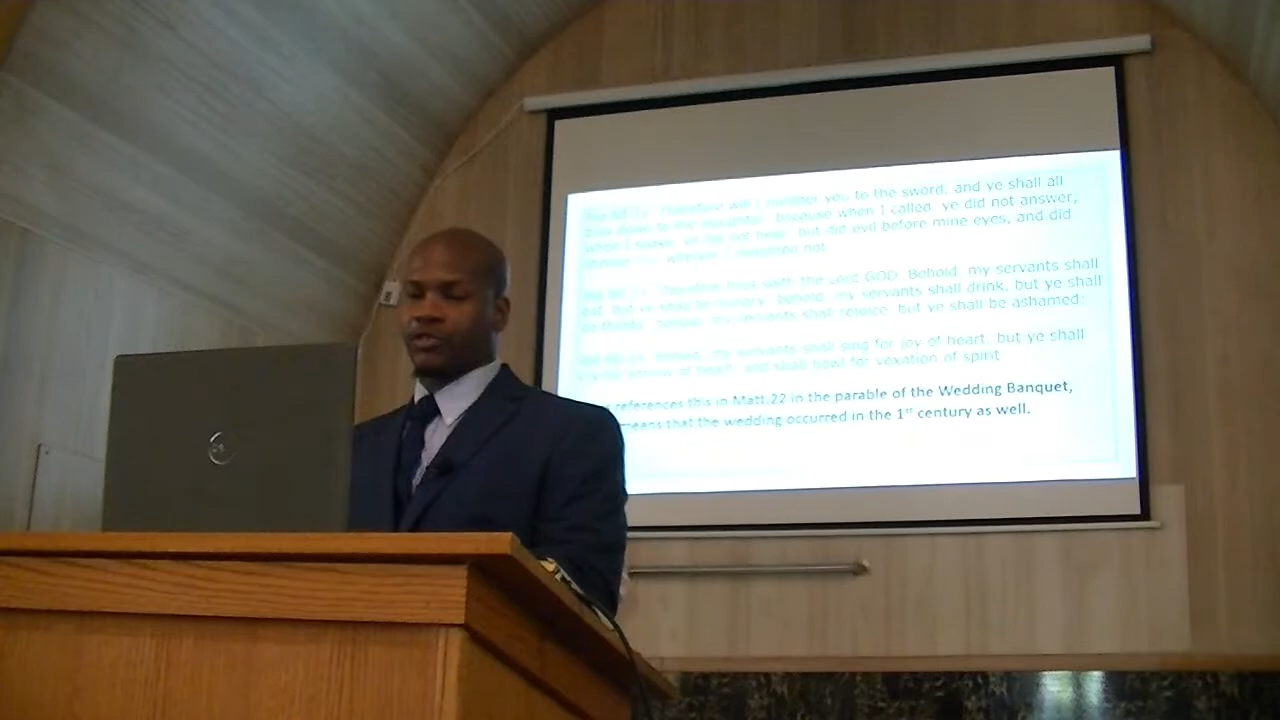 Therefore will I number you to the sword, and ye shall all
bow down to the slaughter: because when I called, ye did not answer;
when I spake, ye did not hear; but did evil before mine eyes, and did
wherein I delighted not.
Therefore thus saith the Lord GOD, Behold, my servants shall
eat, but ye shall be hungry: behold, my servants shall drink, but ye shall
be thirsty: behold, my servants shall rejoice, but ye shall be ashamed:
Behold, my servants shall sing for joy of heart, but ye shall
sorrow of heart, and shall howl for vexation of spirit.
references this in Matt.22 in the parable of the Wedding Banquet,
means that the wedding occurred in the 1st century as well.